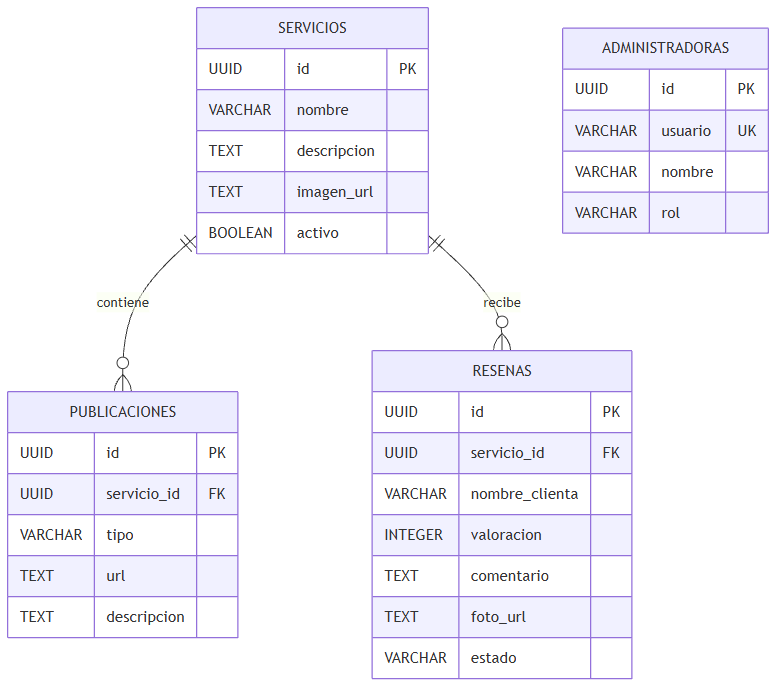 SERVICIOS
UUID id PK
VARCHAR nombre
TEXT descripcion
TEXT imagen_url
BOOLEAN activo
ADMINISTRADORAS
UUID id PK
VARCHAR usuario UK
VARCHAR nombre
VARCHAR rol
contiene
recibe
PUBLICACIONES
UUID id PK
UUID servicio_id FK
VARCHAR tipo
TEXT url
TEXT descripcion
RESENAS
UUID id PK
UUID servicio_id FK
VARCHAR nombre_clienta
INTEGER valoracion
TEXT comentario
TEXT foto_url
VARCHAR estado